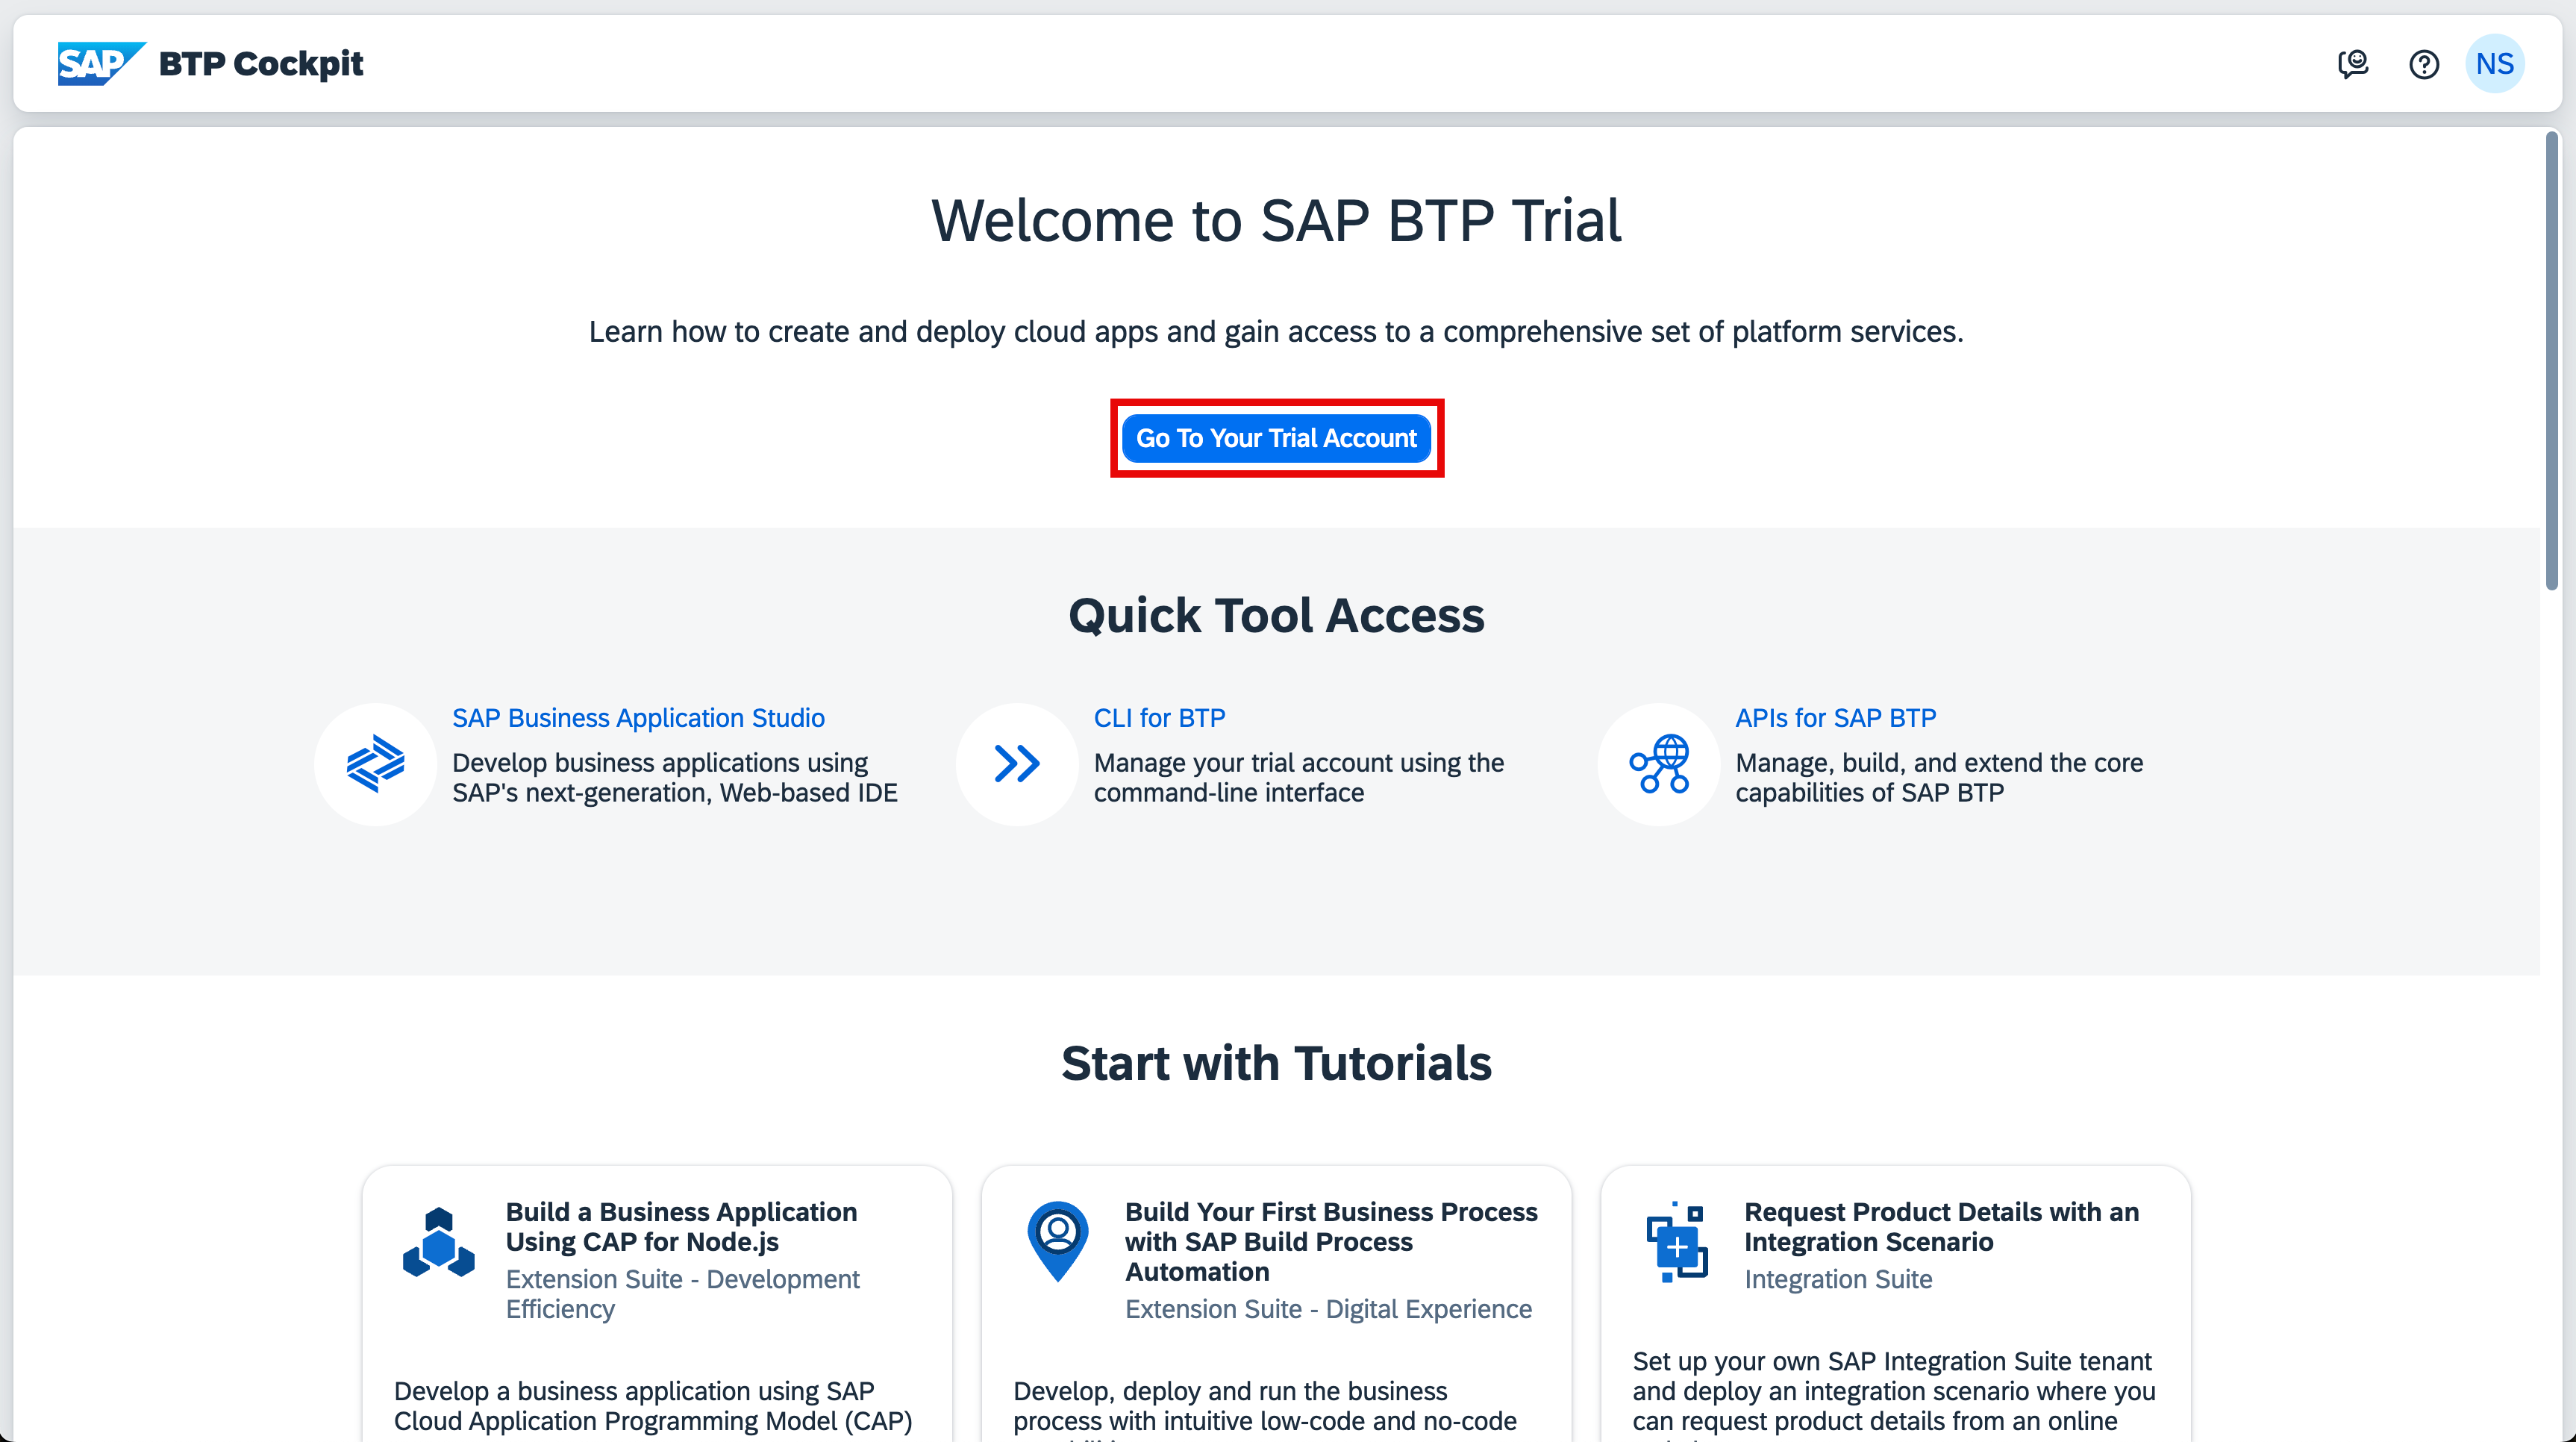 SAP BTP Cockpit
NS
Welcome to SAP BTP Trial
Learn how to create and deploy cloud apps and gain access to a comprehensive set of platform services.
Go To Your Trial Account
Quick Tool Access
SAP Business Application Studio
Develop business applications using
SAP's next-generation, Web-based IDE
CLI for BTP
Manage your trial account using the
command-line interface
APIs for SAP BTP
Manage, build, and extend the core
capabilities of SAP BTP
Start with Tutorials
Build a Business Application
Using CAP for Node.js
Extension Suite - Development
Efficiency
Develop a business application using SAP
Cloud Application Programming Model (CAP)
Build Your First Business Process
with SAP Build Process
Automation
Extension Suite - Digital Experience
Develop, deploy and run the business
process with intuitive low-code and no-code
Request Product Details with an
Integration Scenario
Integration Suite
Set up your own SAP Integration Suite tenant
and deploy an integration scenario where you
can request product details from an online